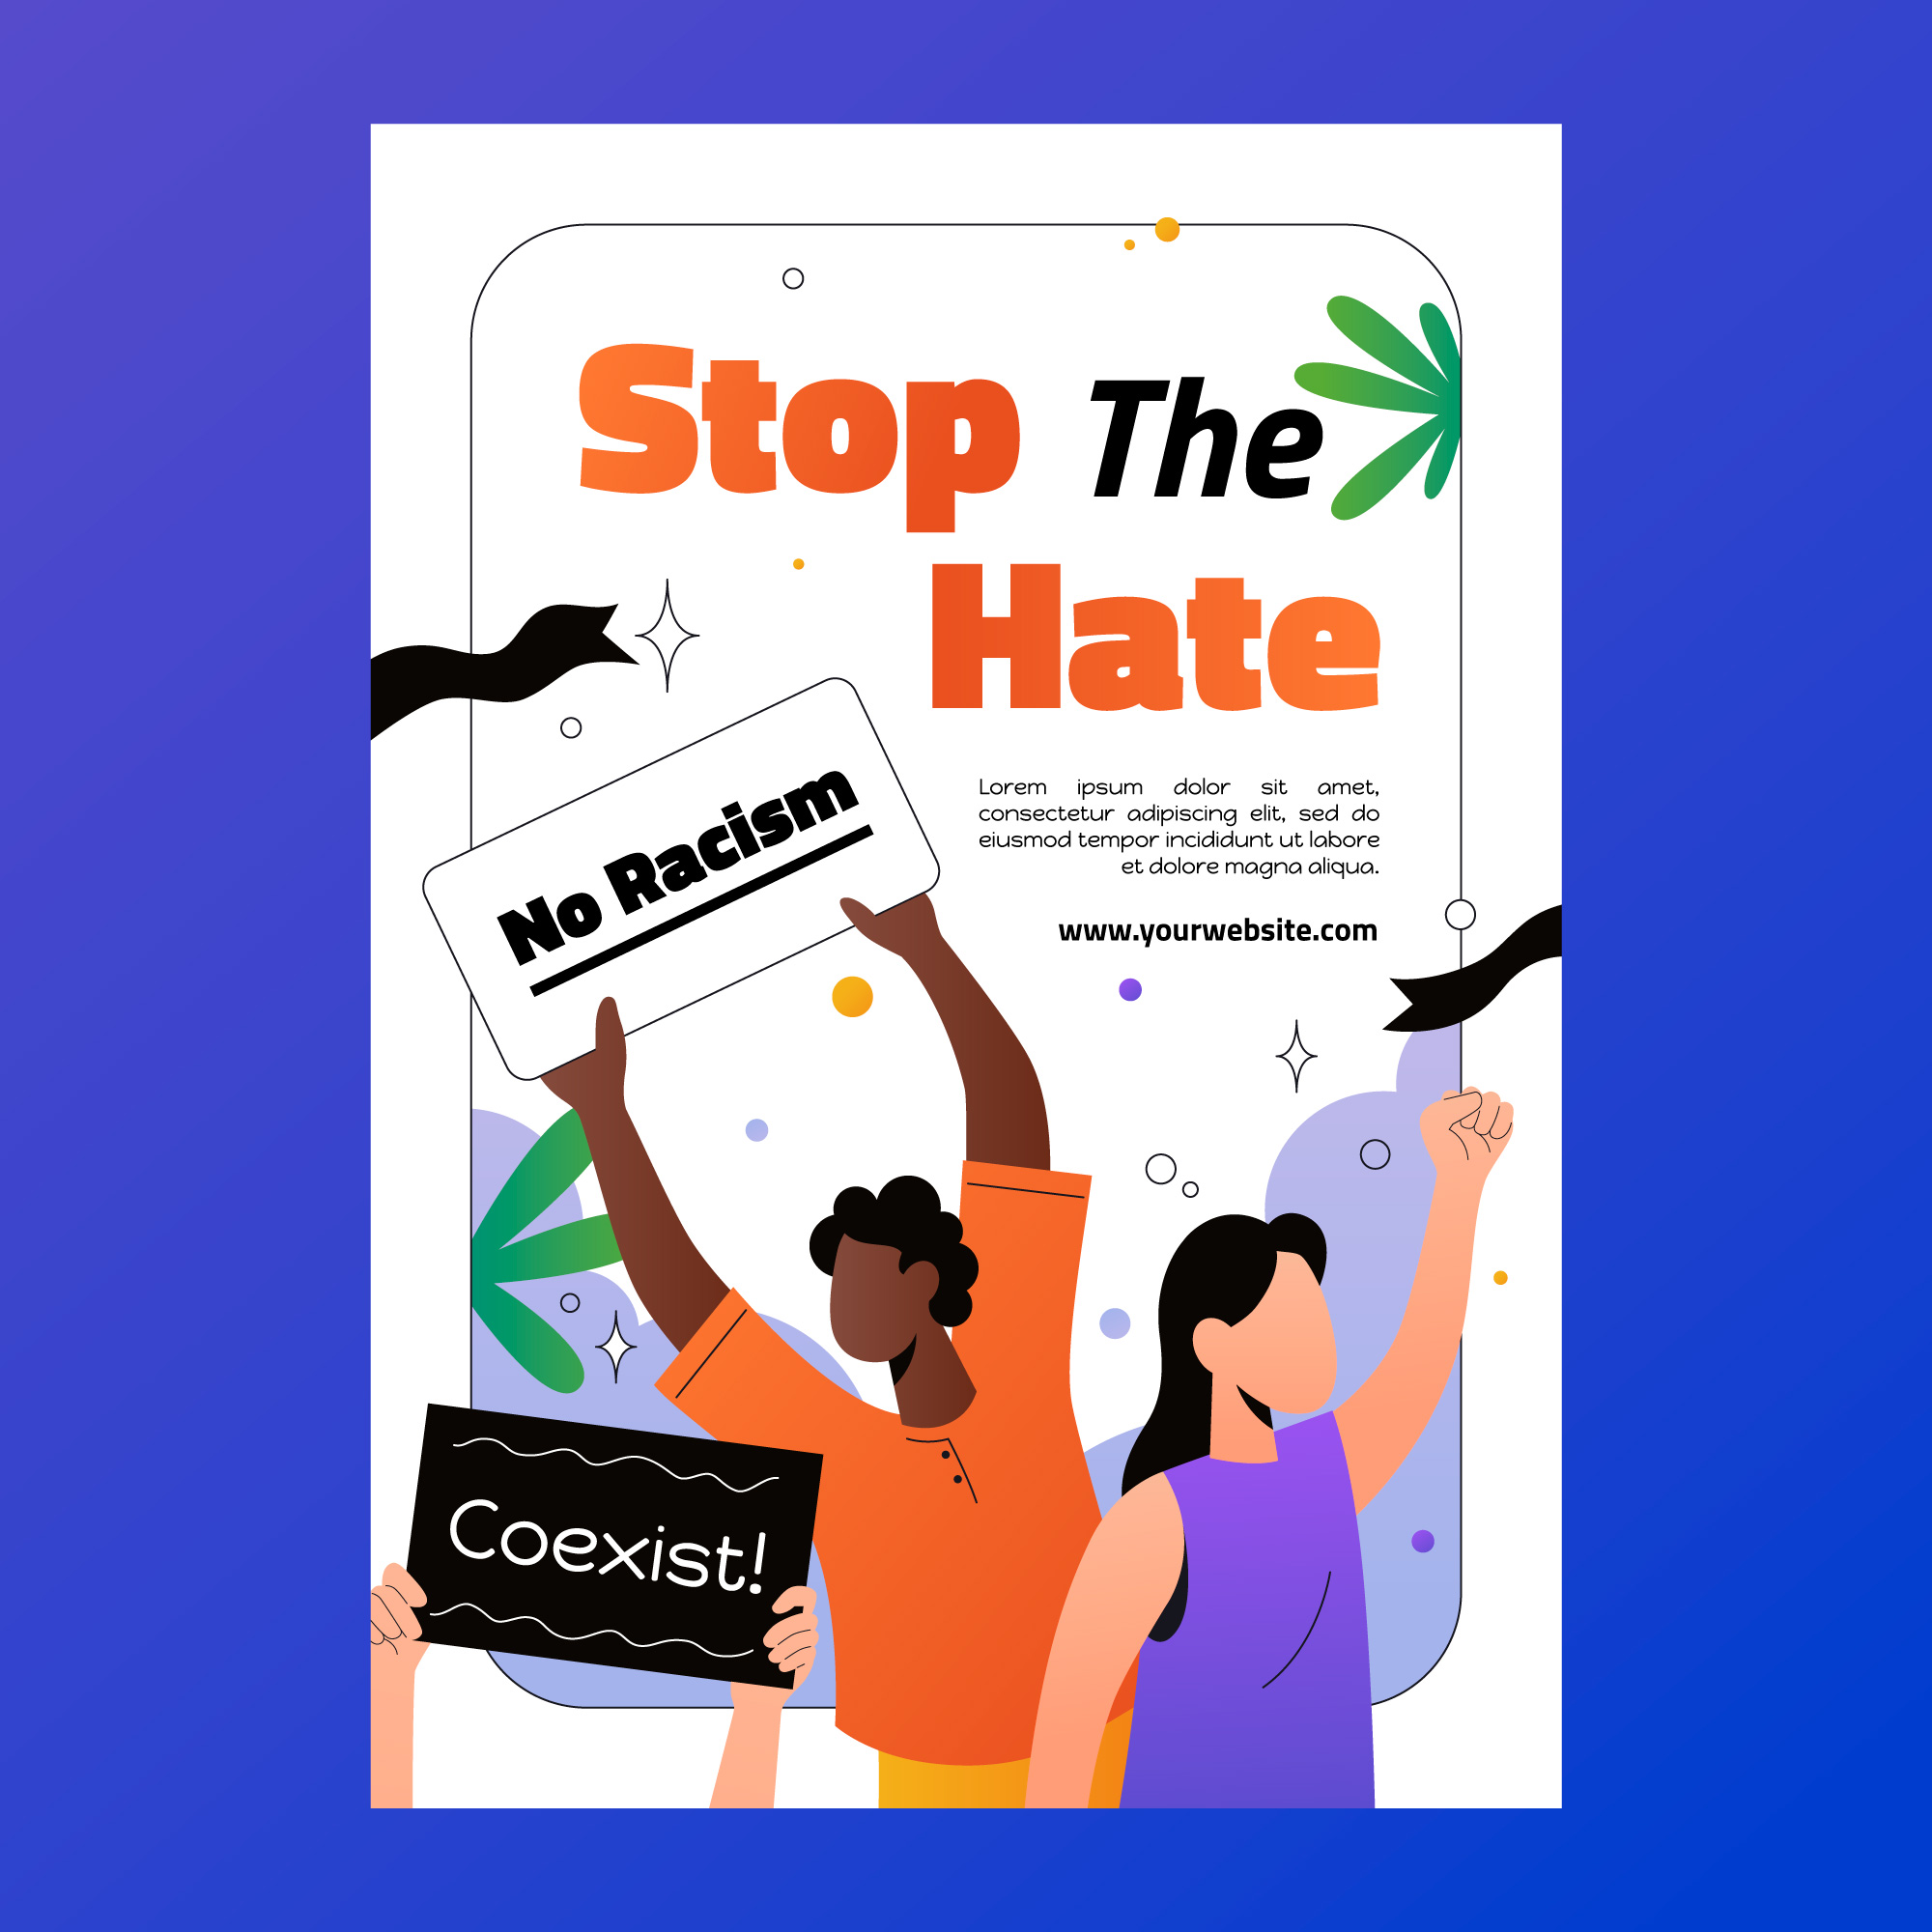 Stop The
Hate
No Racism
Lorem ipsum dolor sit amet,
consectetur adipiscing elit, sed do
eiusmod tempor incididunt ut labore
et dolore magna aliqua.
www.yourwebsite.com
Coexist!